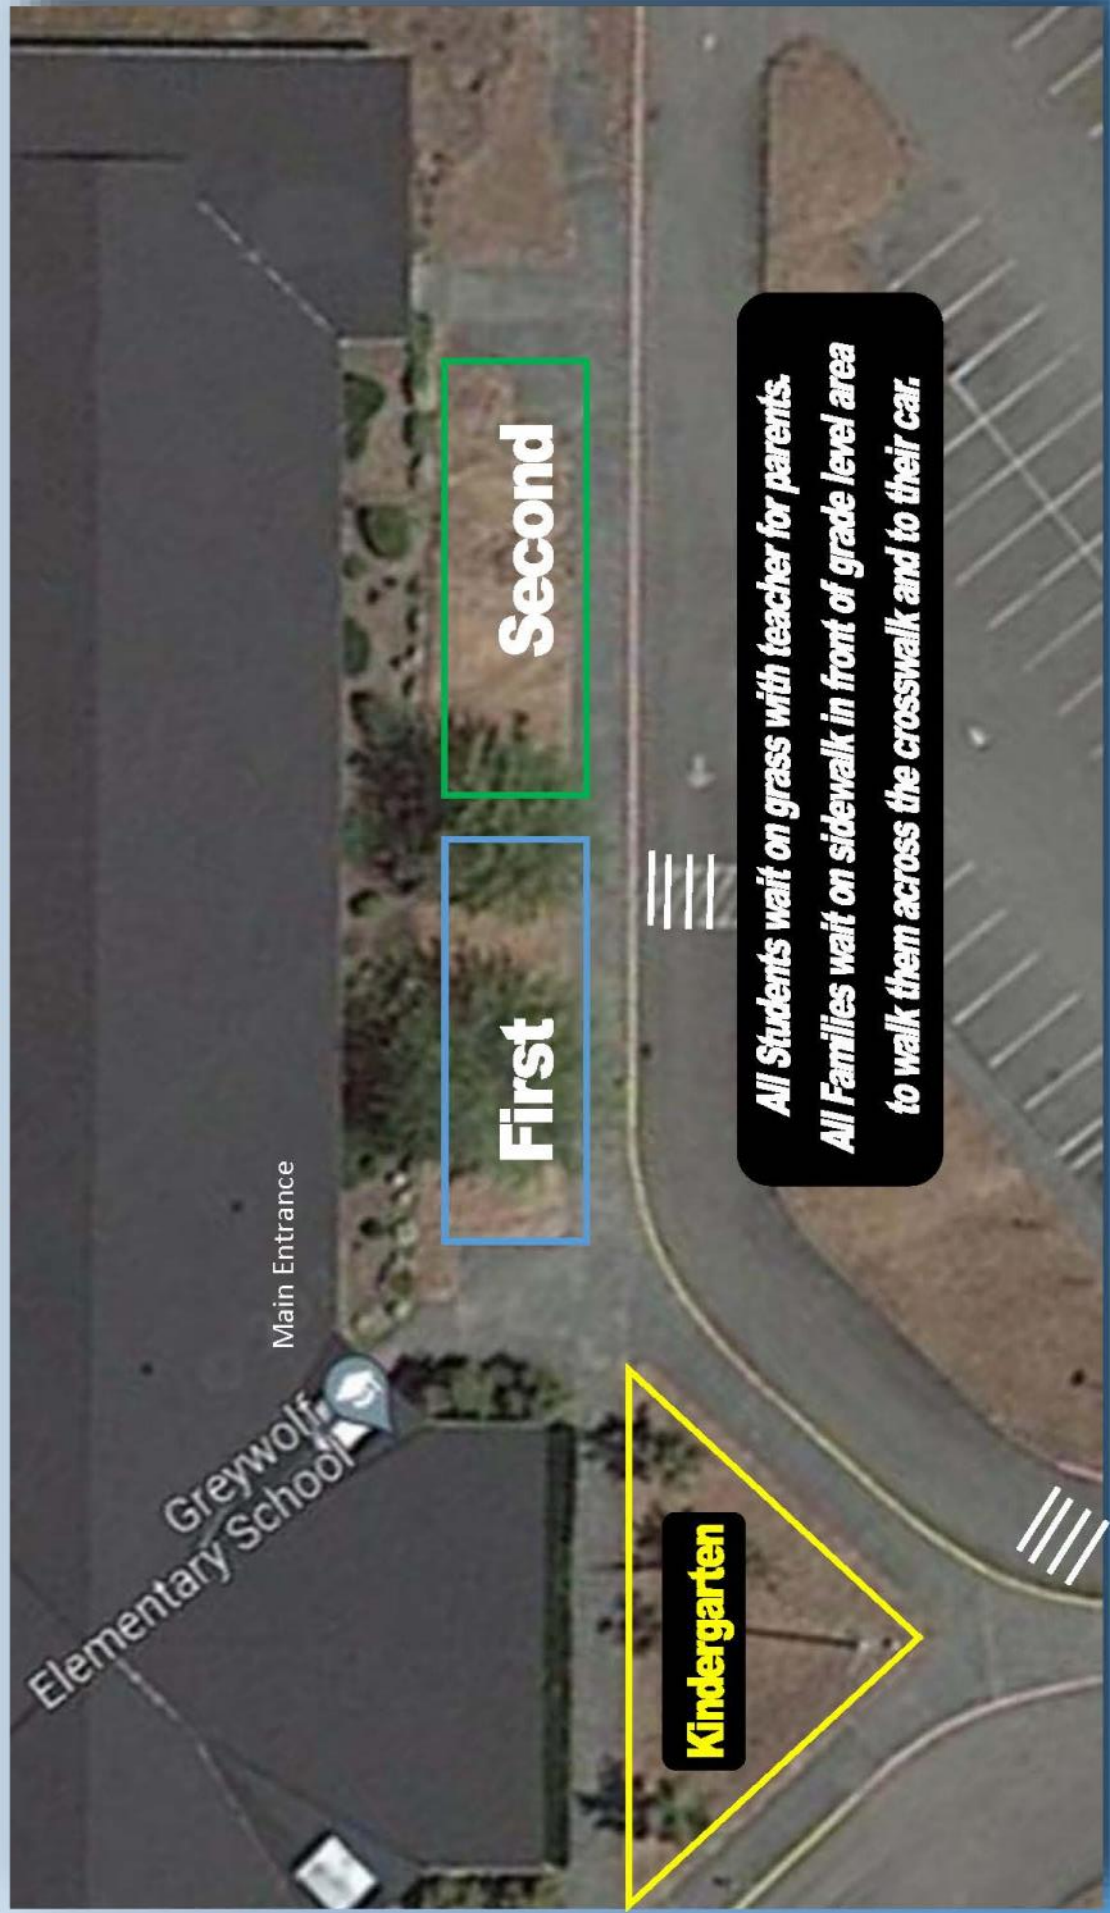 Greywolf
Elementary School
Main Entrance
Kindergarten
First
Second
All Students wait on grass with teacher for parents.
All Families wait on sidewalk in front of grade level area
to walk them across the crosswalk and to their car.